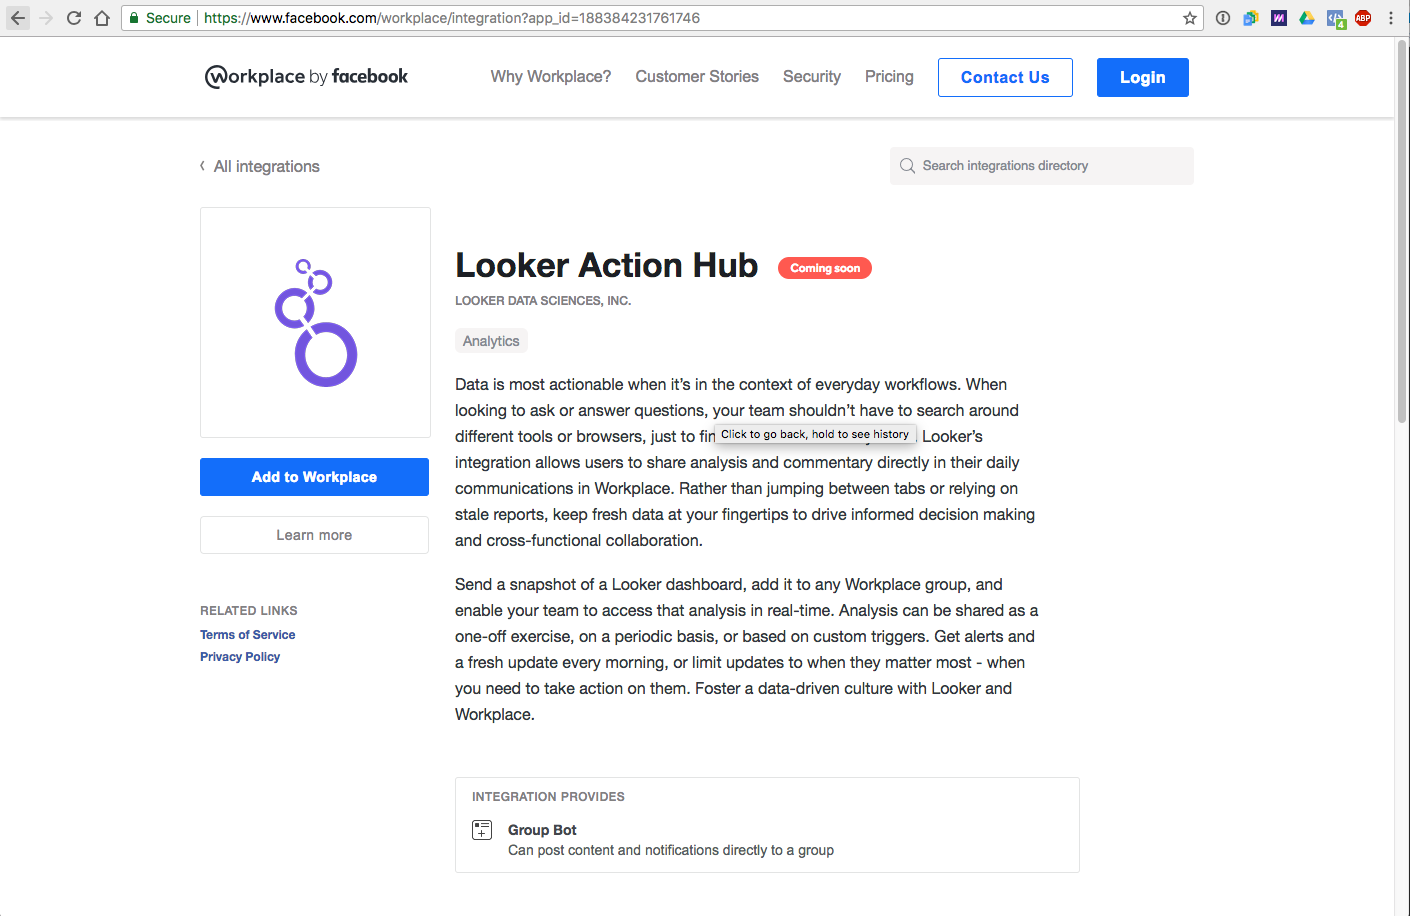 Secure https://www.facebook.com/workplace/integration?app_id=188384231761746
4
ABP
Workplace by facebook
Why Workplace? Customer Stories Security Pricing Contact Us Login
All integrations
Search integrations directory
Looker Action Hub Coming soon
LOOKER DATA SCIENCES, INC.
Analytics
Data is most actionable when it’s in the context of everyday workflows. When
looking to ask or answer questions, your team shouldn’t have to search around
different tools or browsers, just to Looker’s
Click to go back, hold to see history
integration allows users to share analysis and commentary directly in their daily
communications in Workplace. Rather than jumping between tabs or relying on
stale reports, keep fresh data at your fingertips to drive informed decision making
and cross-functional collaboration.
Send a snapshot of a Looker dashboard, add it to any Workplace group, and
enable your team to access that analysis in real-time. Analysis can be shared as a
one-off exercise, on a periodic basis, or based on custom triggers. Get alerts and
a fresh update every morning, or limit updates to when they matter most - when
you need to take action on them. Foster a data-driven culture with Looker and
Workplace.
Add to Workplace
Learn more
RELATED LINKS
Terms of Service
Privacy Policy
INTEGRATION PROVIDES
Group Bot
Can post content and notifications directly to a group